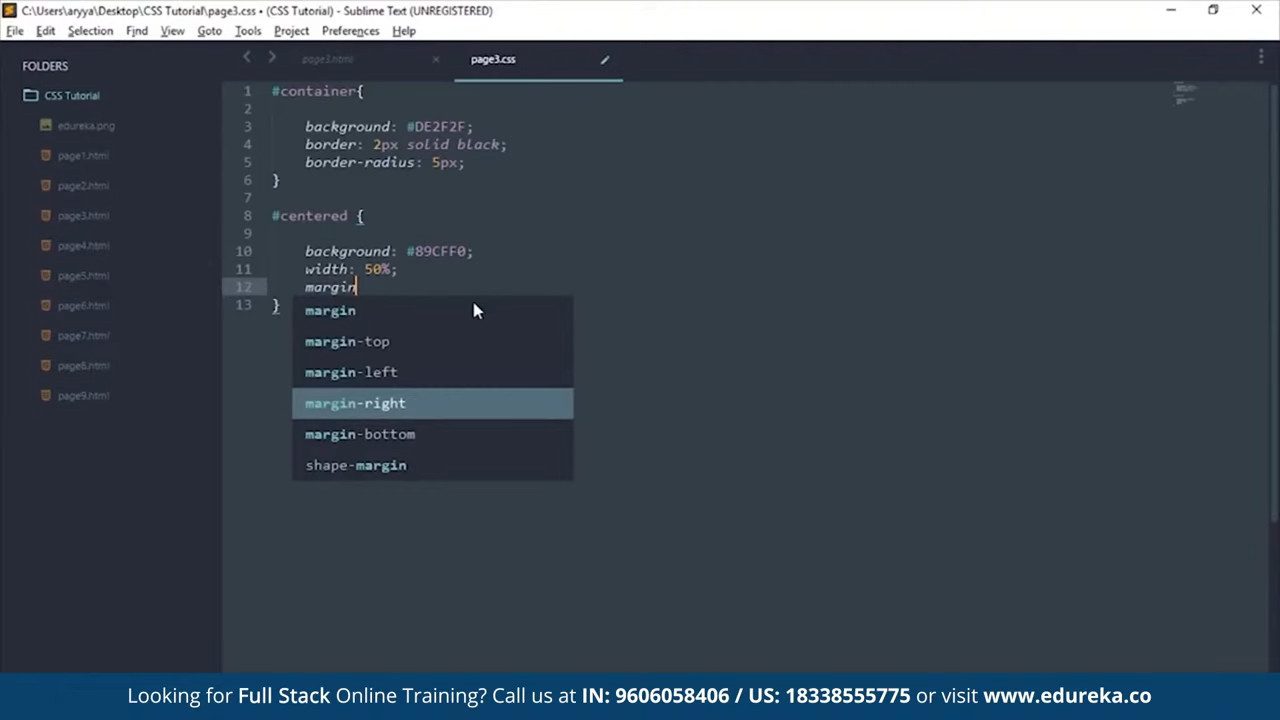 C:\Users\aryya\Desktop\CSS Tutorial\page3.css • (CSS Tutorial) - Sublime Text (UNREGISTERED)
File Edit Selection Find View Goto Tools Project Preferences Help
FOLDERS
CSS Tutorial
edureka.png
page1.html
page2.html
page3.html
page4.html
page5.html
page6.html
page7.html
page8.html
page9.html
page3.html
page3.css
1 #container{
2
3 background: #DE2F2F;
4 border: 2px solid black;
5 border-radius: 5px;
6 }
7
8 #centered {
9
10 background: #89CFF0;
11 width: 50%;
12 margin
13 }
margin
margin-top
margin-left
margin-right
margin-bottom
shape-margin
Looking for Full Stack Online Training? Call us at IN: 9606058406 / US: 18338555775 or visit www.edureka.co